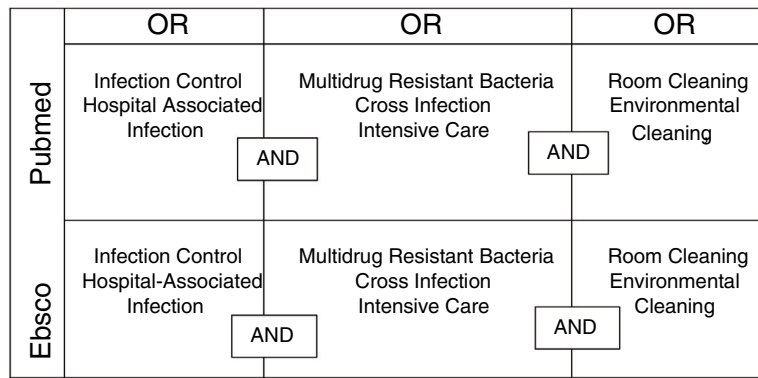 OR OR OR
Pubmed
Infection Control
Hospital Associated
Infection
AND
Multidrug Resistant Bacteria
Cross Infection
Intensive Care
AND
Room Cleaning
Environmental
Cleaning
Ebsco
Infection Control
Hospital-Associated
Infection
AND
Multidrug Resistant Bacteria
Cross Infection
Intensive Care
AND
Room Cleaning
Environmental
Cleaning